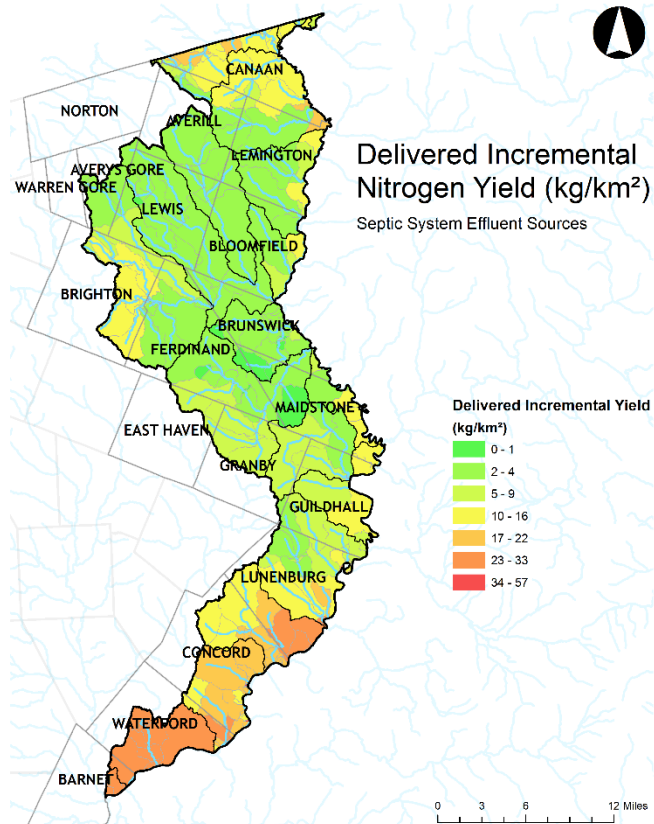 CANAAN
NORTON
AVERILL
Delivered Incremental
Nitrogen Yield (kg/km²)
Septic System Effluent Sources
LEMINGTON
AVERYS GORE
WARREN GORE
LEWIS
BLOOMFIELD
BRIGHTON
BRUNSWICK
FERDINAND
MAIDSTONE
EAST HAVEN
GRANBY
GUILDHALL
Delivered Incremental Yield
(kg/km²)
0 - 1
2 - 4
5 - 9
10 - 16
17 - 22
23 - 33
34 - 57
LUNENBURG
CONCORD
WATERFORD
BARNET
0 3 6 12 Miles